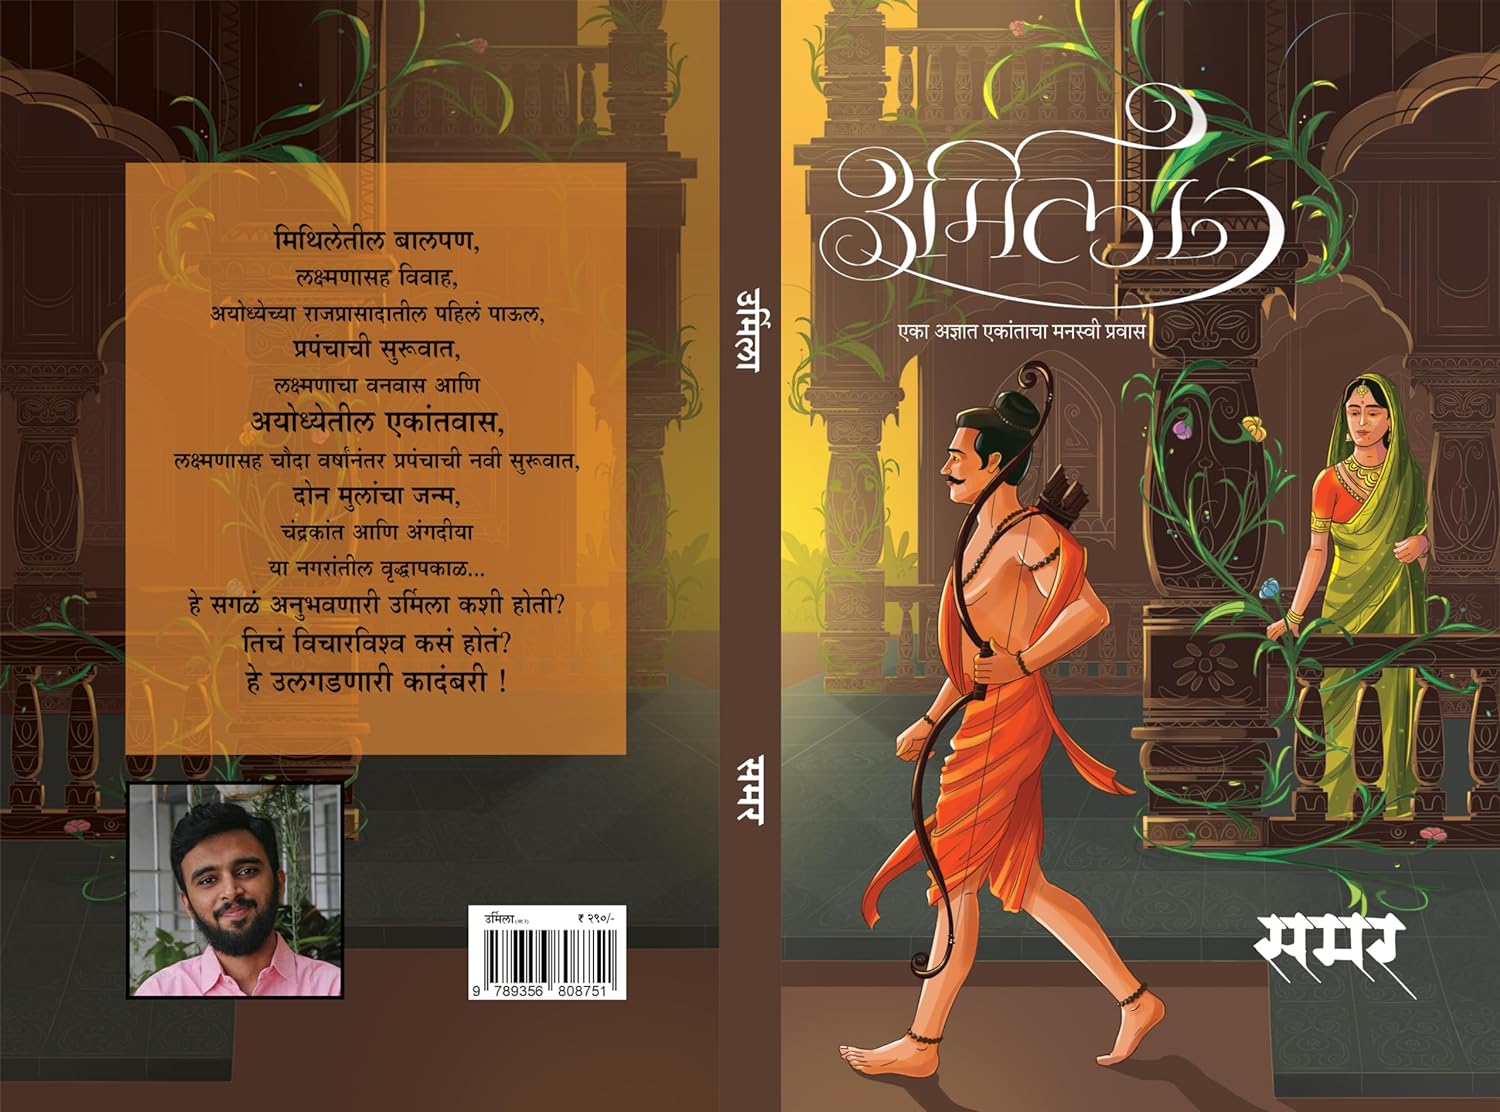 मिथिलेतील बालपण,
लक्ष्मणासह विवाह,
अयोध्येच्या राजप्रासादातील पहिलं पाऊल,
प्रपंचाची सुरूवात,
लक्ष्मणाचा वनवास आणि
अयोध्येतील एकांतवास,
लक्ष्मणासह चौदा वर्षांनंतर प्रपंचाची नवी सुरूवात,
दोन मुलांचा जन्म,
चंद्रकांत आणि अंगदीया
या नगरांतील वृद्धापकाळ...
हे सगळं अनुभवणारी उर्मिला कशी होती?
तिचं विचारविश्व कसं होतं?
हे उलगडणारी कादंबरी !
उर्मिला (आ.२) ₹ २९०/-
9 789356 808751
उर्मिला
समर
उर्मिला
एका अज्ञात एकांताचा मनस्वी प्रवास
समर